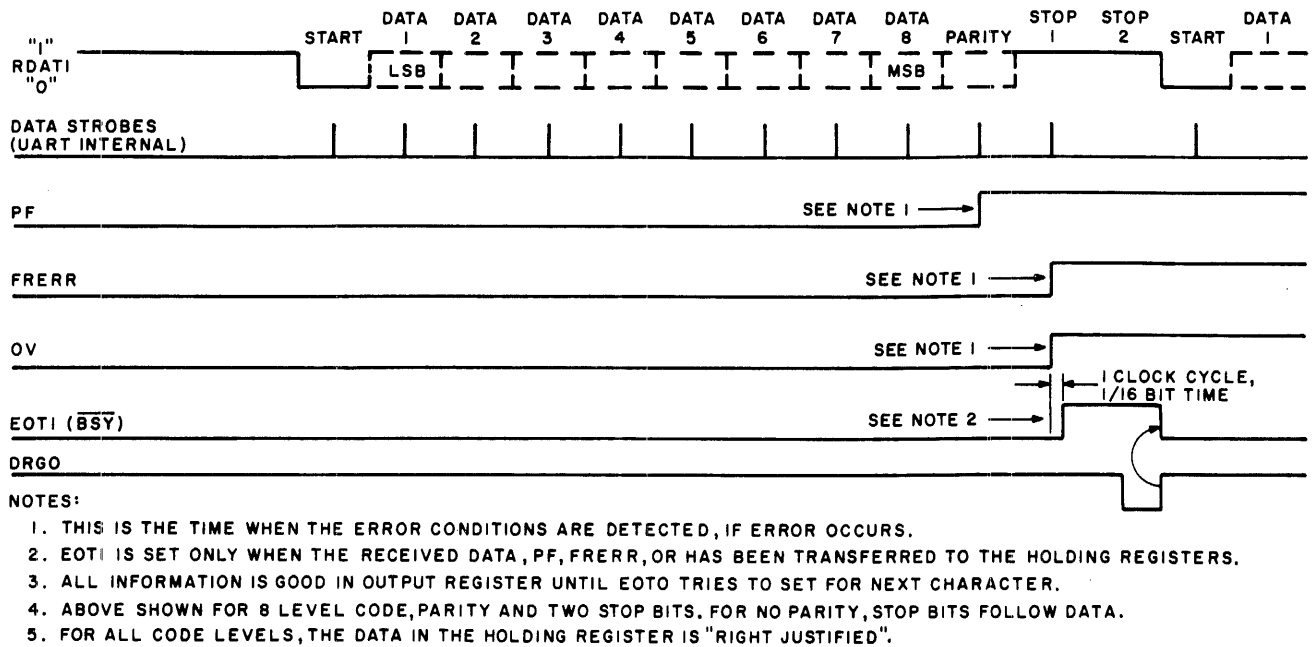 DATA DATA DATA DATA DATA DATA DATA DATA STOP STOP DATA
START 1 2 3 4 5 6 7 8 PARITY 1 2 START 1
"1"
RDATI
"0"
LSB MSB
DATA STROBES
(UART INTERNAL)
PF SEE NOTE 1
FRERR SEE NOTE 1
OV SEE NOTE 1
1 CLOCK CYCLE,
1/16 BIT TIME
EOTI (BSY) SEE NOTE 2
DRGO
NOTES:
1. THIS IS THE TIME WHEN THE ERROR CONDITIONS ARE DETECTED, IF ERROR OCCURS.
2. EOTI IS SET ONLY WHEN THE RECEIVED DATA, PF, FRERR, OR HAS BEEN TRANSFERRED TO THE HOLDING REGISTERS.
3. ALL INFORMATION IS GOOD IN OUTPUT REGISTER UNTIL EOTO TRIES TO SET FOR NEXT CHARACTER.
4. ABOVE SHOWN FOR 8 LEVEL CODE, PARITY AND TWO STOP BITS. FOR NO PARITY, STOP BITS FOLLOW DATA.
5. FOR ALL CODE LEVELS, THE DATA IN THE HOLDING REGISTER IS "RIGHT JUSTIFIED".